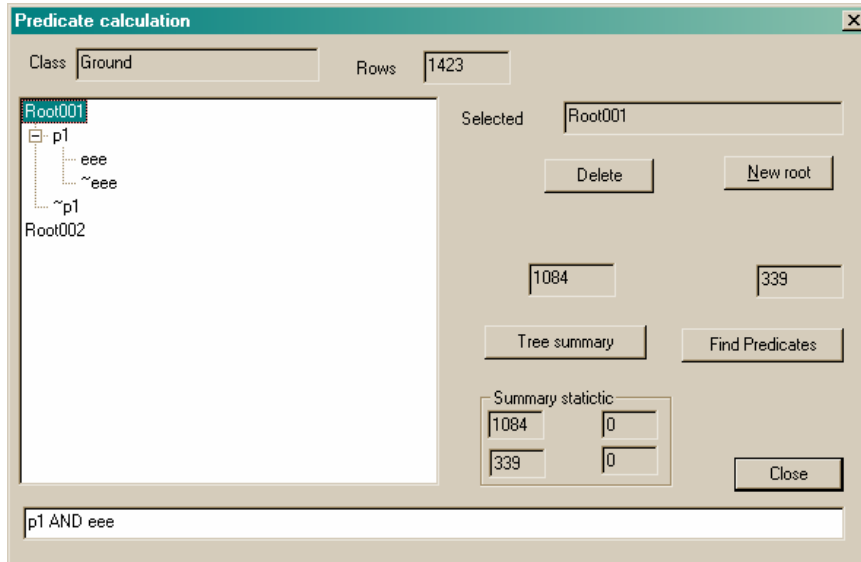 Predicate calculation
Class Ground Rows 1423
Root001
p1
eee
~eee
~p1
Root002
Selected Root001
Delete New root
1084 339
Tree summary Find Predicates
Summary statictic
1084 0
339 0
Close
p1 AND eee